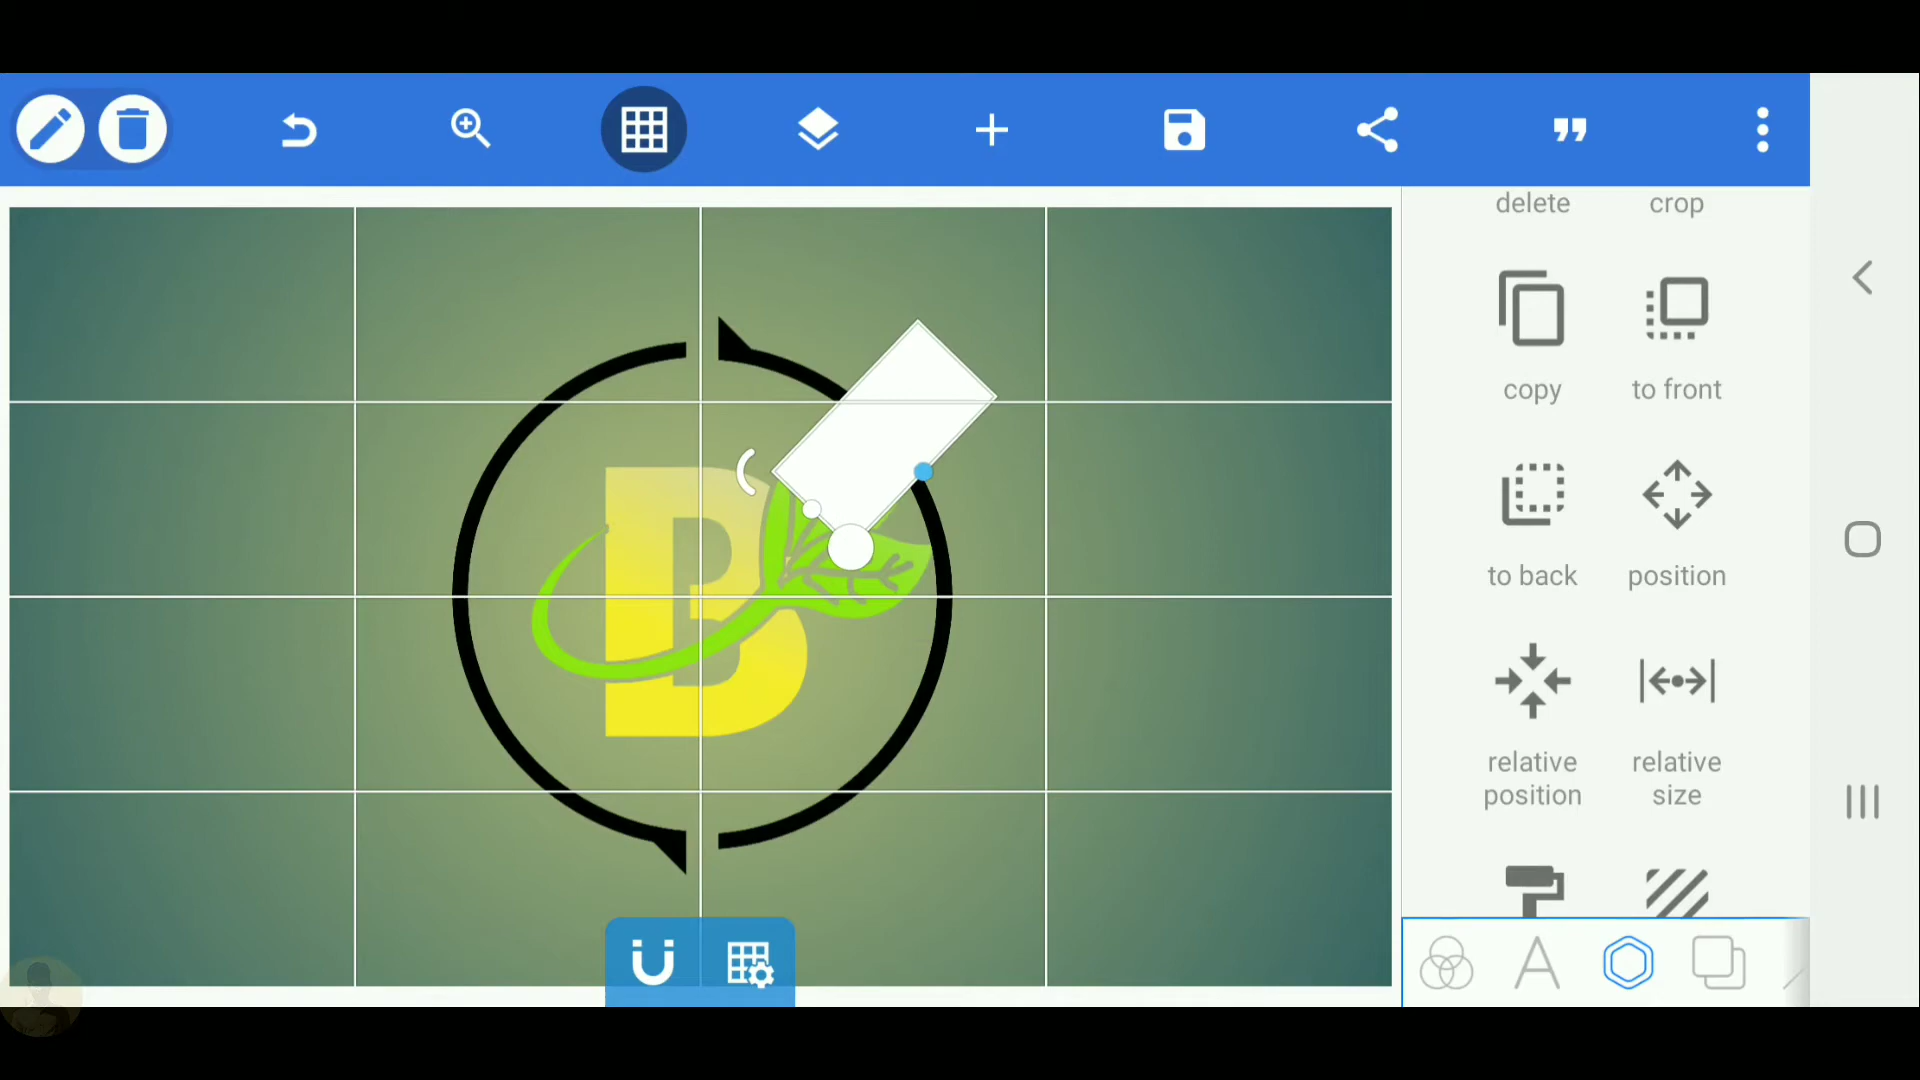 delete crop
copy to front
B
to back position
relative position
relative size